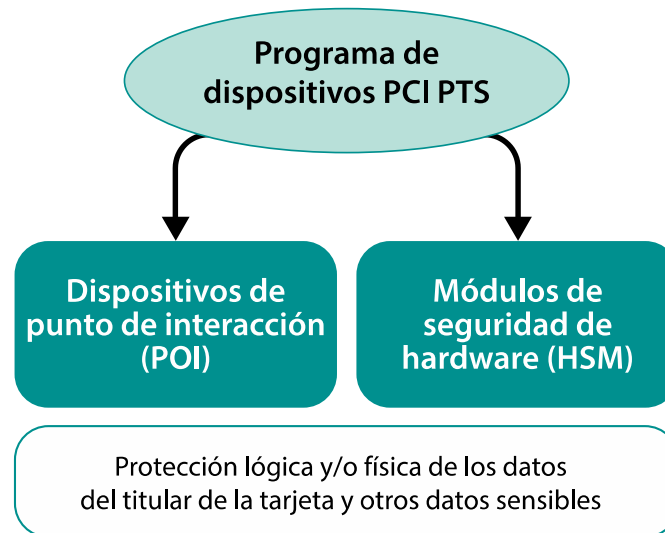 Programa de
dispositivos PCI PTS
Dispositivos de
punto de interacción
(POI)
Módulos de
seguridad de
hardware (HSM)
Protección lógica y/o física de los datos
del titular de la tarjeta y otros datos sensibles